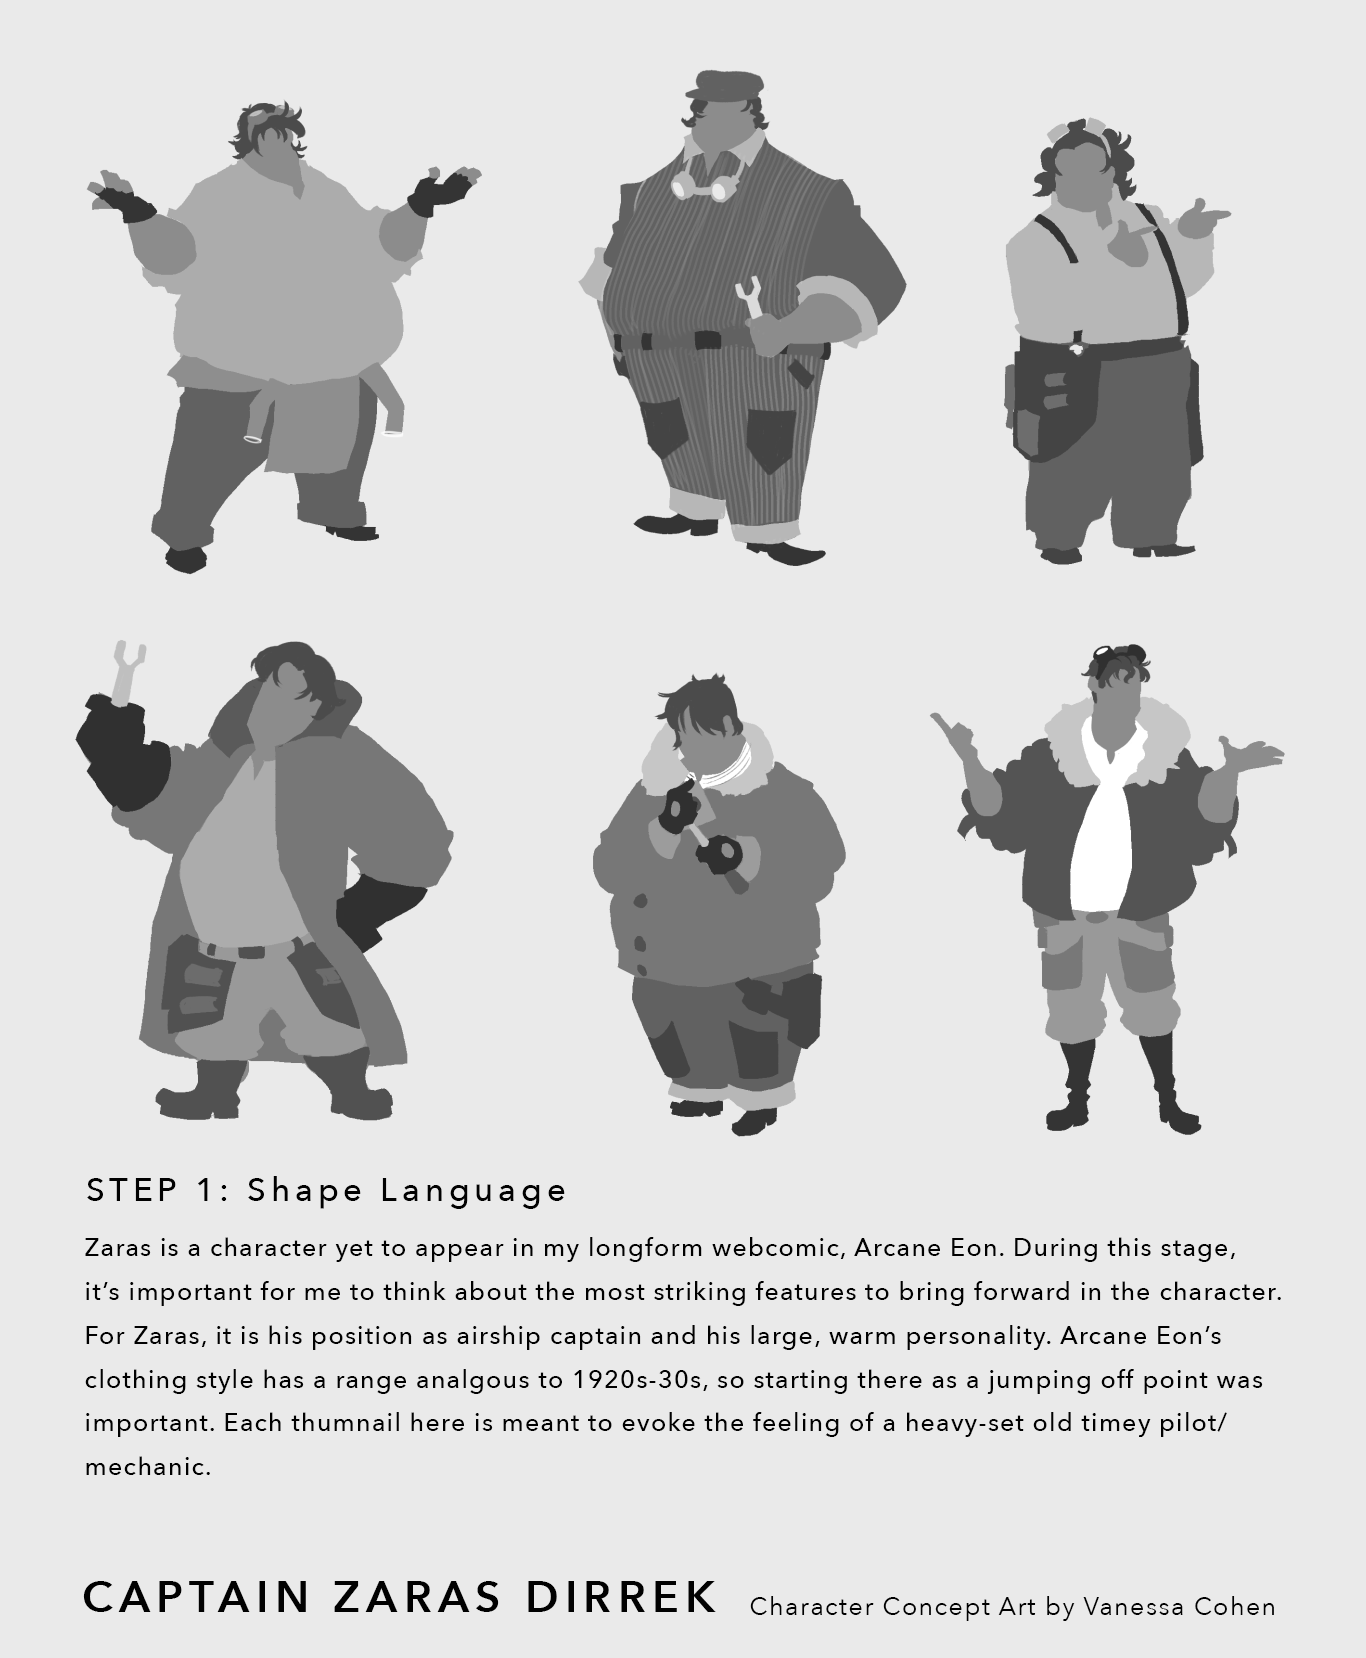 STEP 1: Shape Language
Zaras is a character yet to appear in my longform webcomic, Arcane Eon. During this stage,
it’s important for me to think about the most striking features to bring forward in the character.
For Zaras, it is his position as airship captain and his large, warm personality. Arcane Eon’s
clothing style has a range analgous to 1920s-30s, so starting there as a jumping off point was
important. Each thumnail here is meant to evoke the feeling of a heavy-set old timey pilot/
mechanic.
CAPTAIN ZARAS DIRREK Character Concept Art by Vanessa Cohen